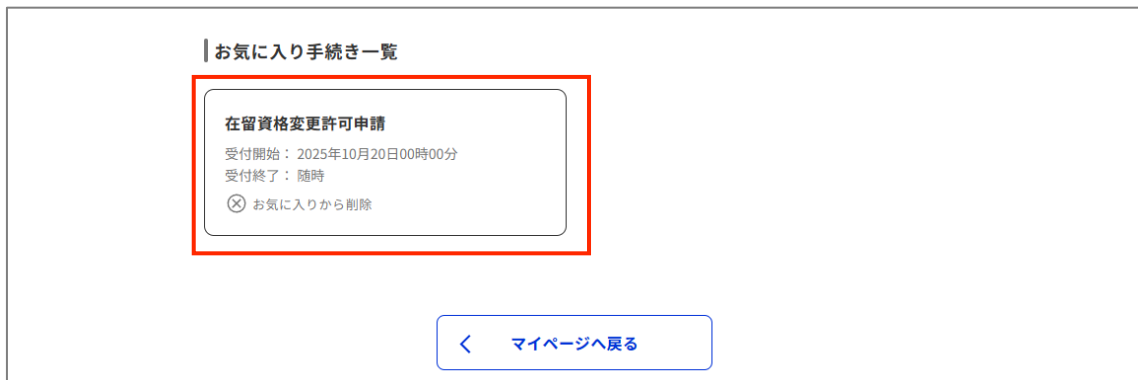 お気に入り手続き一覧
在留資格変更許可申請
受付開始： 2025年10月20日00時00分
受付終了： 随時
お気に入りから削除
マイページへ戻る